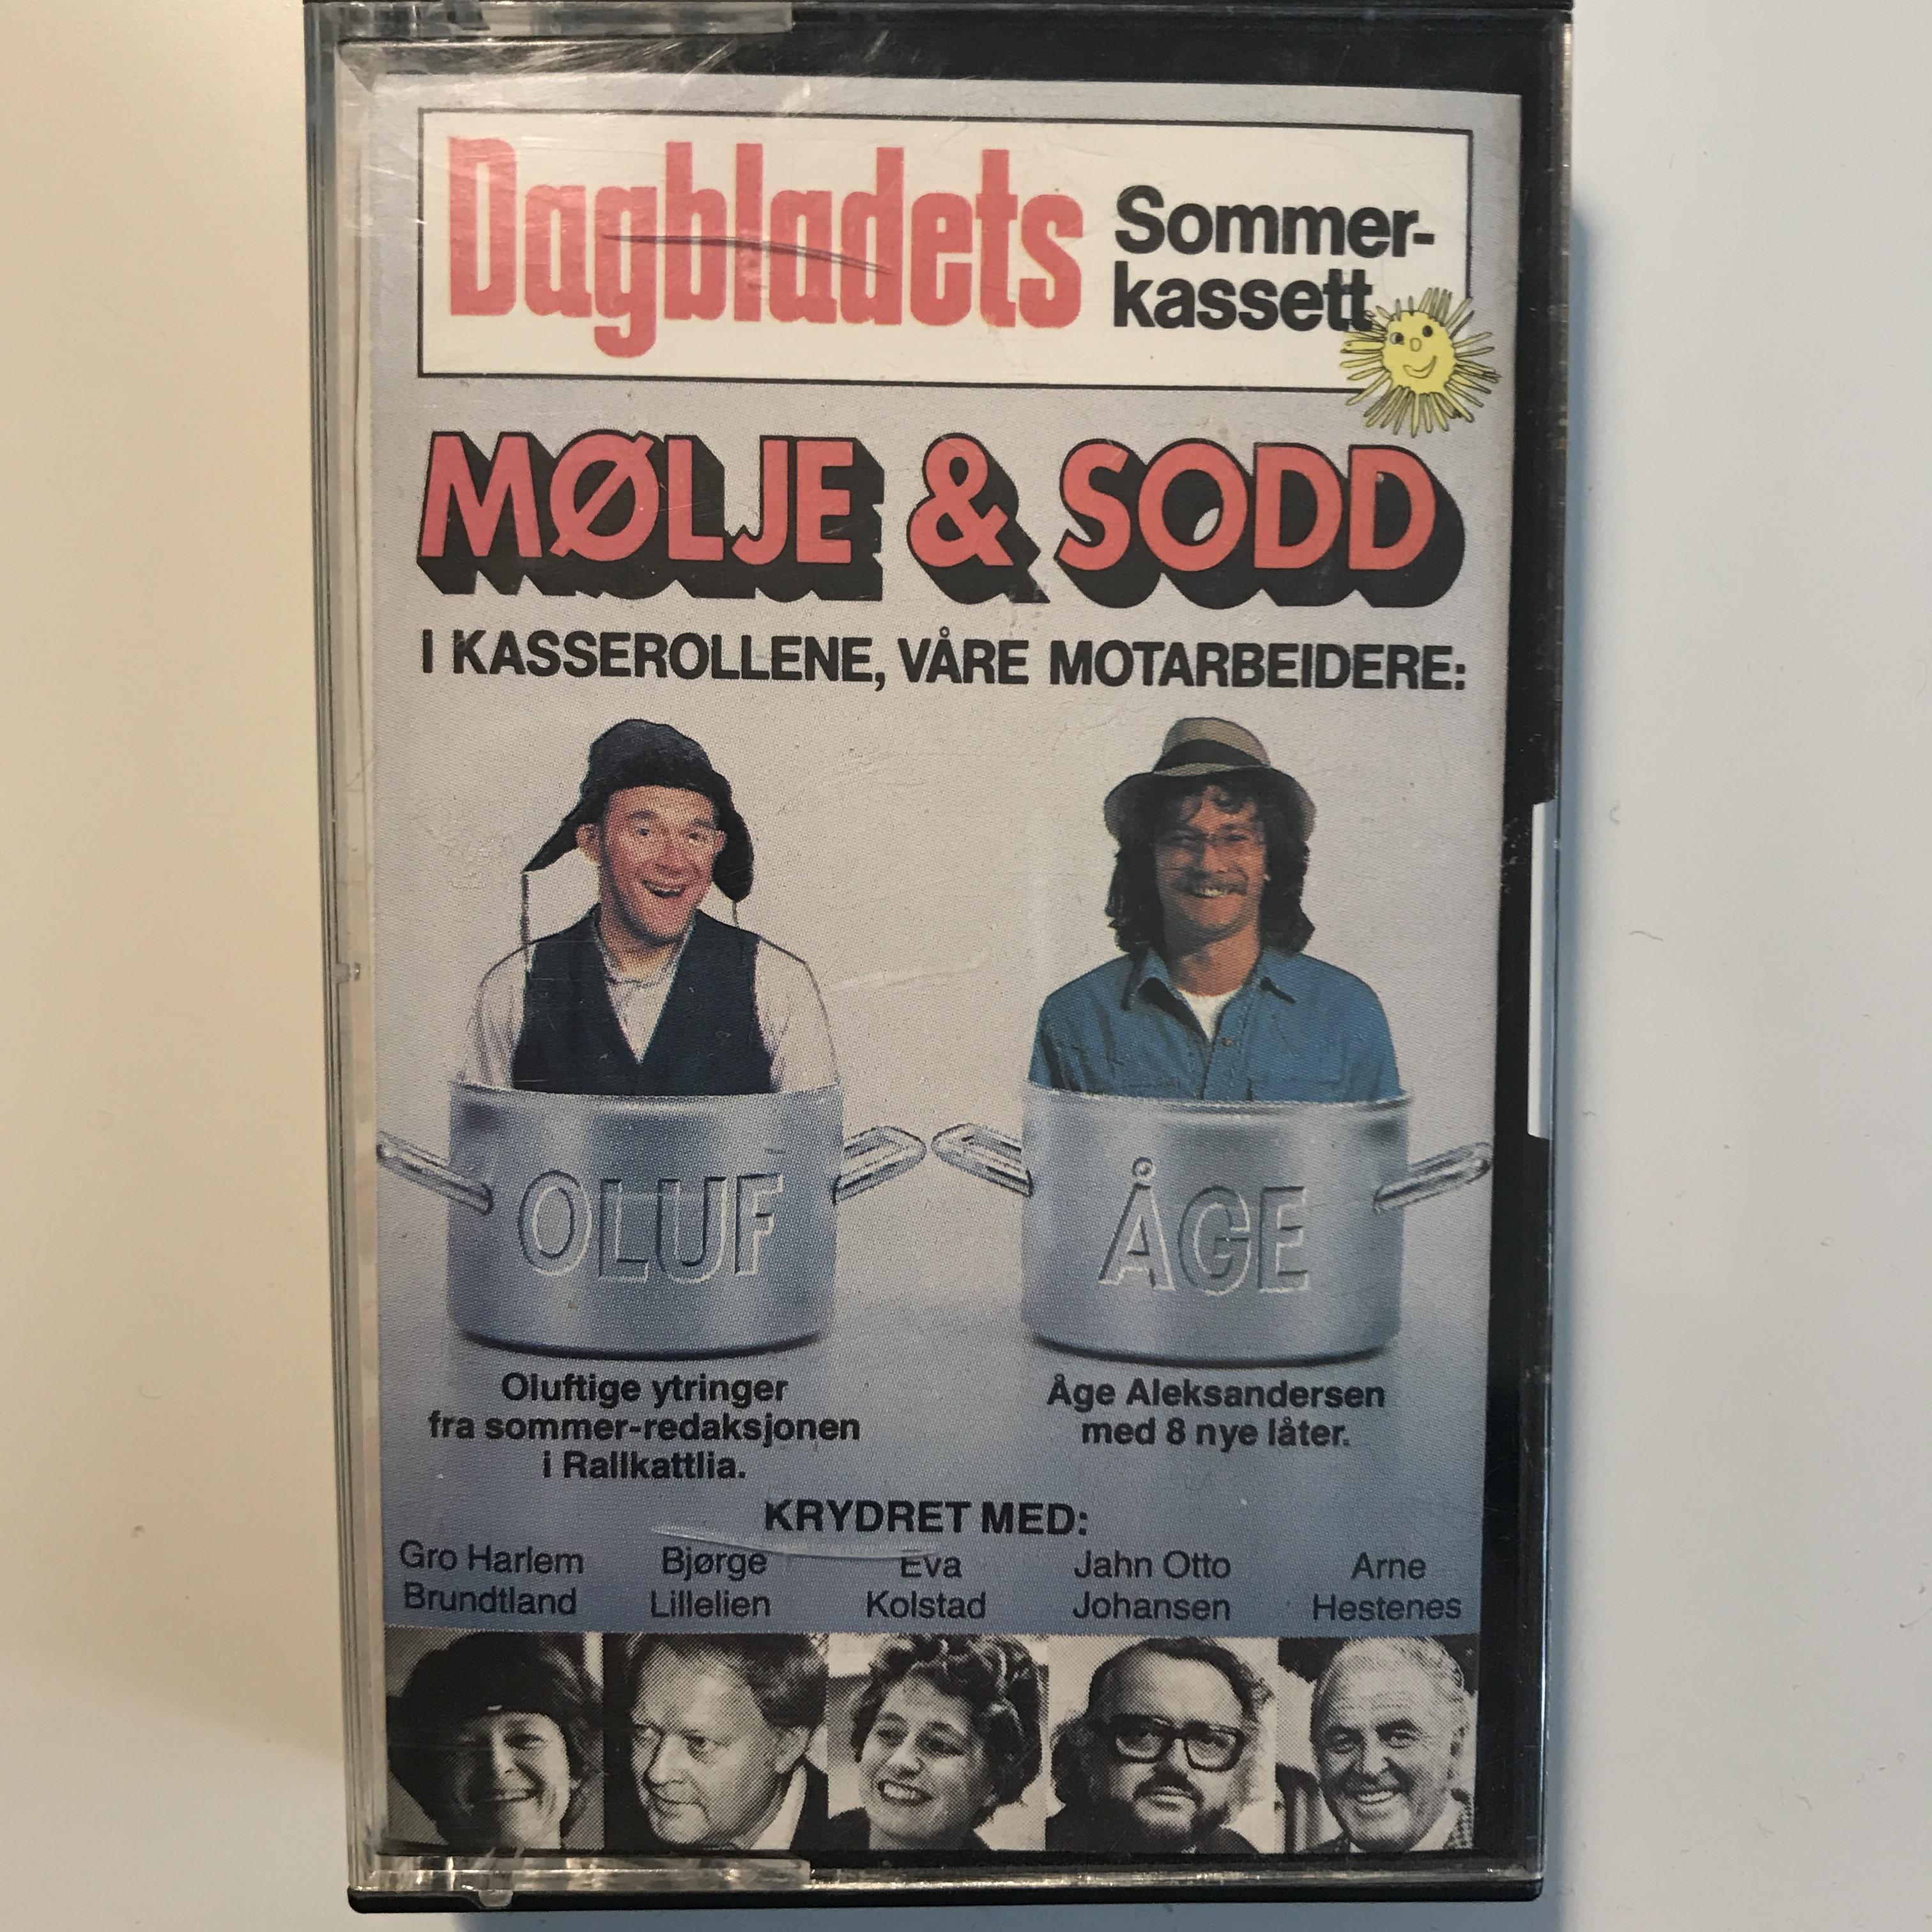 Dagbladets Sommer-
kassett
MØLJE & SODD
I KASSEROLLENE, VÅRE MOTARBEIDERE:
OLUF ÅGE
Oluftige ytringer
fra sommer-redaksjonen
i Rallkattlia.
Åge Aleksandersen
med 8 nye låter.
KRYDRET MED:
Gro Harlem
Brundtland
Bjørge
Lillelien
Eva
Kolstad
Jahn Otto
Johansen
Arne
Hestenes